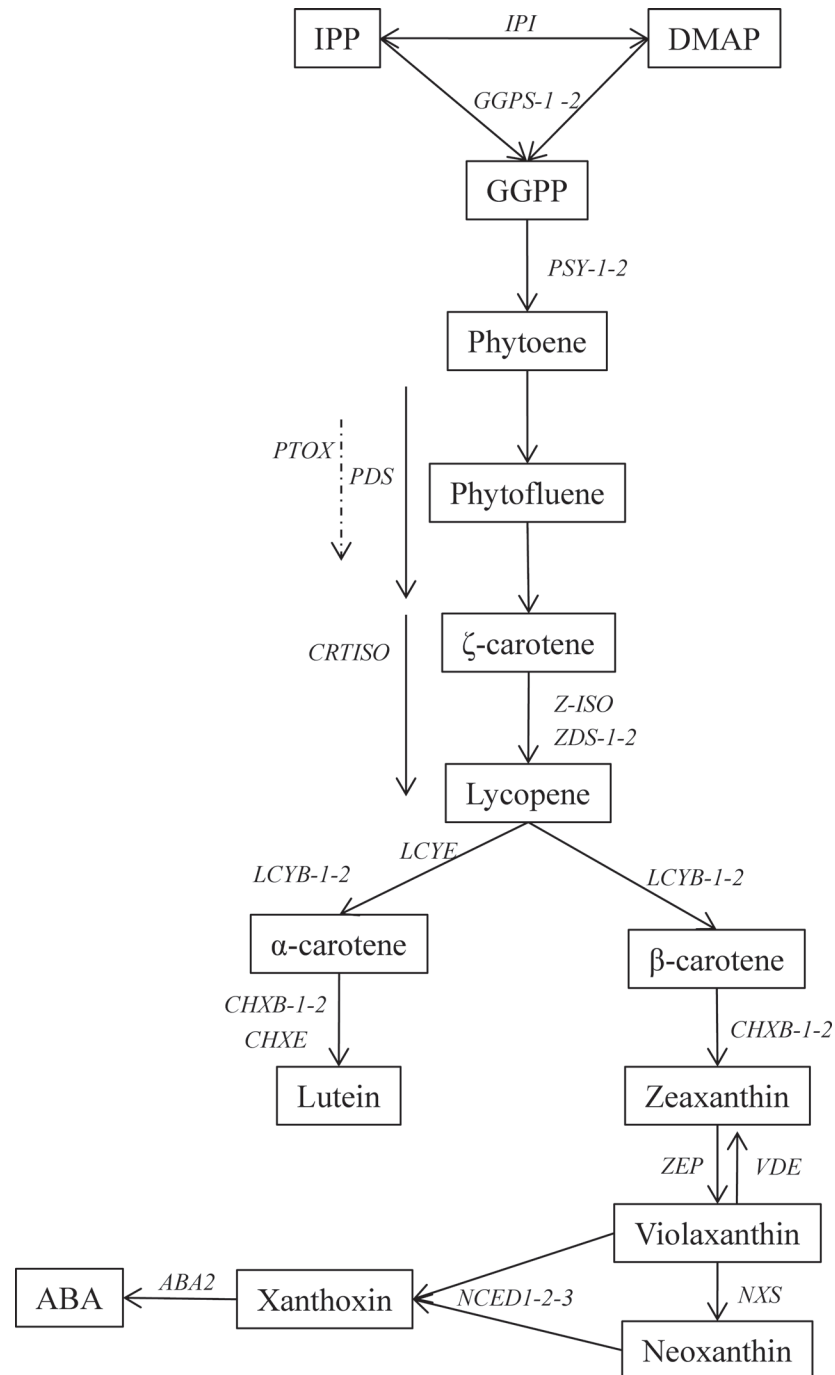 IPP
IPI
DMAP
GGPS-1 -2
GGPP
PSY-1-2
Phytoene
PTOX
PDS
Phytofluene
ζ-carotene
CRTISO
Z-ISO
ZDS-1-2
Lycopene
LCYE
LCYB-1-2
LCYB-1-2
α-carotene
β-carotene
CHXB-1-2
CHXE
CHXB-1-2
Lutein
Zeaxanthin
ZEP
VDE
Violaxanthin
ABA
ABA2
Xanthoxin
NCED1-2-3
NXS
Neoxanthin